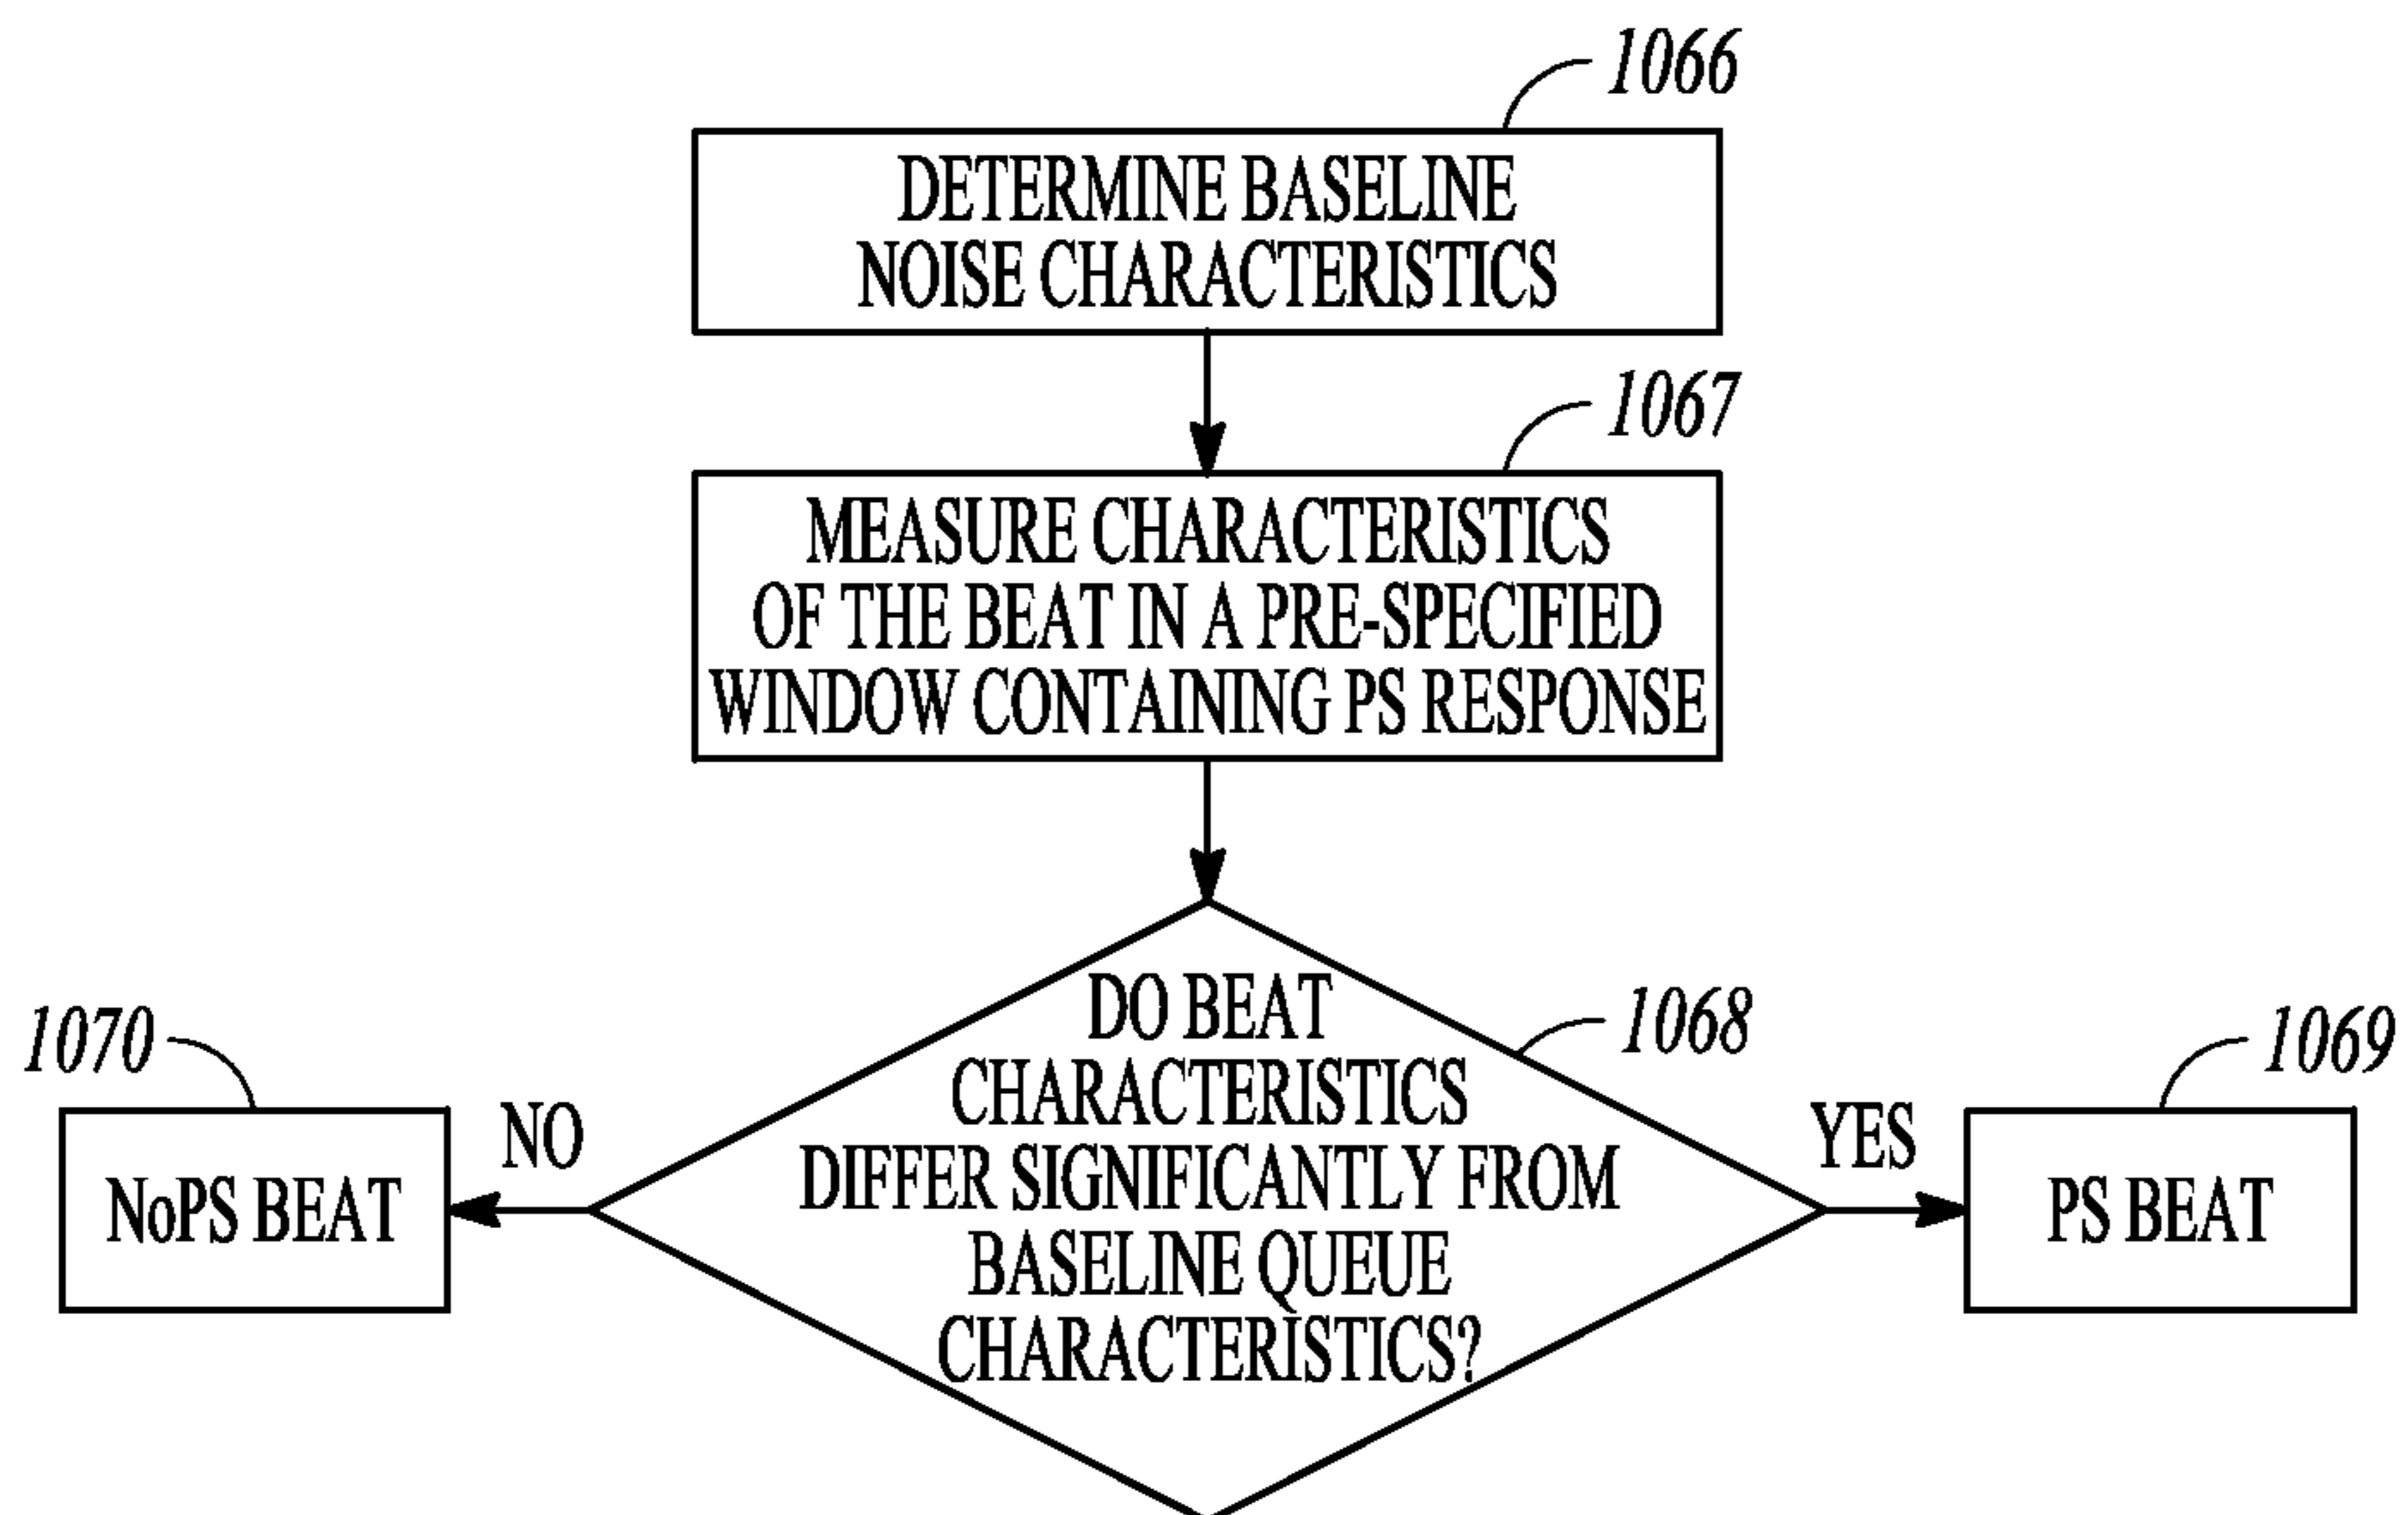 1066
DETERMINE BASELINE
NOISE CHARACTERISTICS
1067
MEASURE CHARACTERISTICS
OF THE BEAT IN A PRE-SPECIFIED
WINDOW CONTAINING PS RESPONSE
1068
DO BEAT
CHARACTERISTICS
DIFFER SIGNIFICANTLY FROM
BASELINE QUEUE
CHARACTERISTICS?
1070
NO
NoPS BEAT
1069
YES
PS BEAT